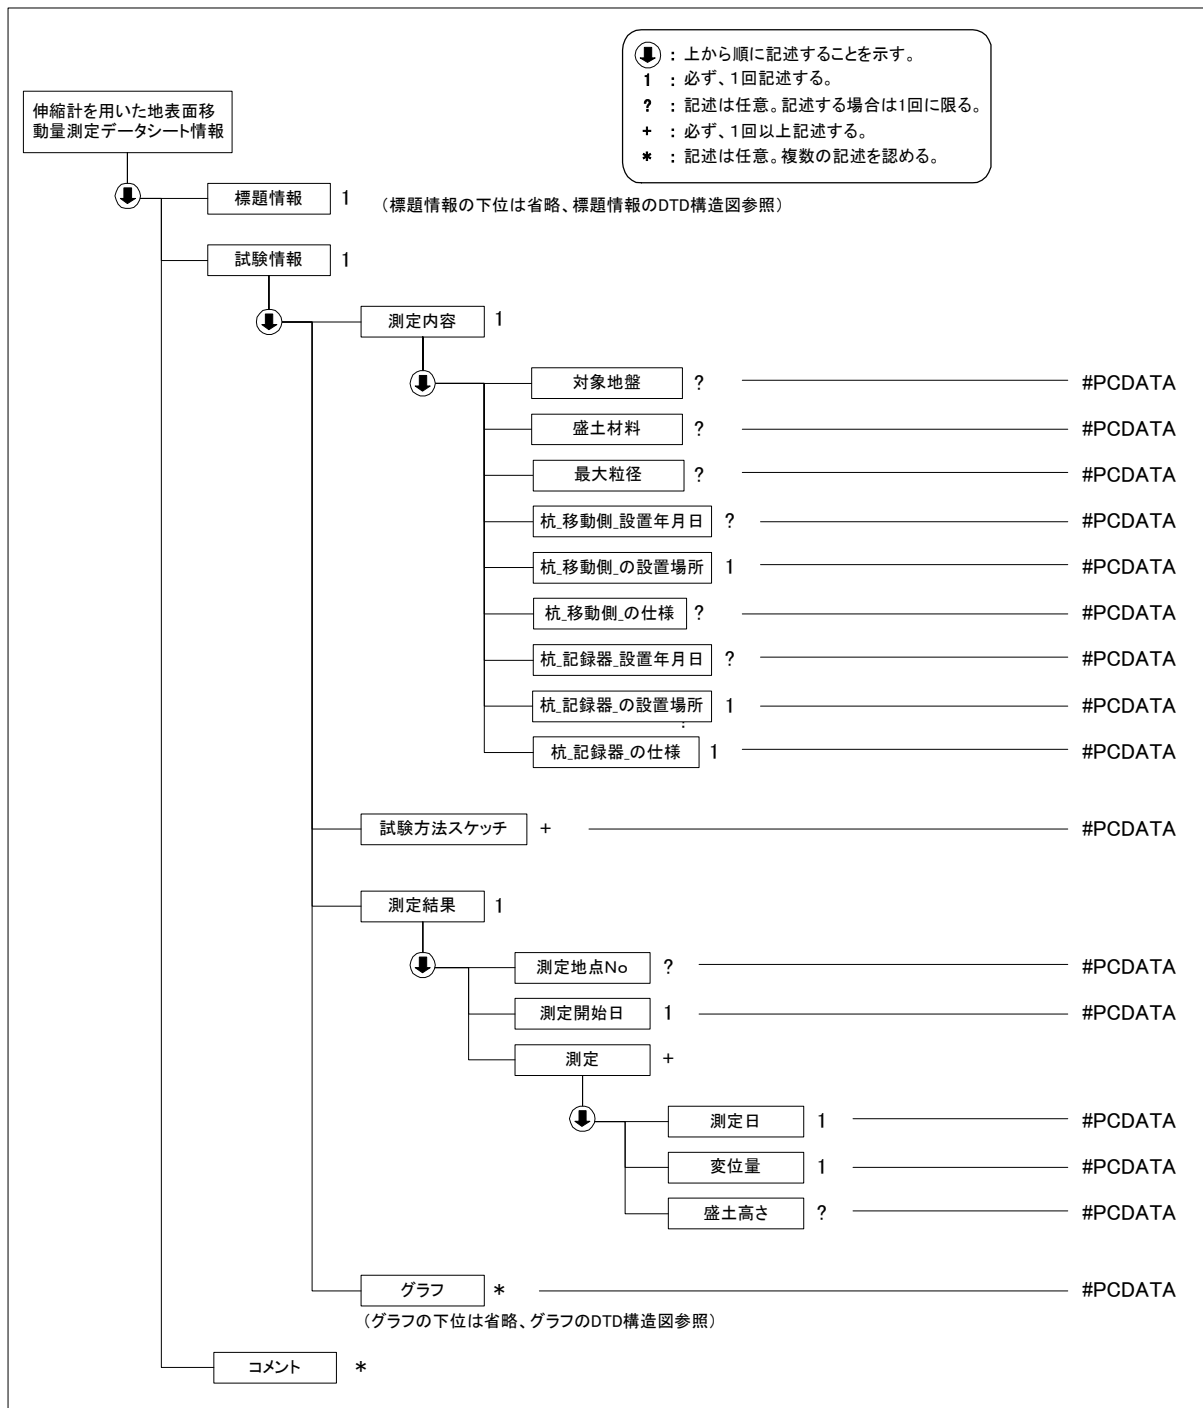 ：上から順に記述することを示す。
1：必ず、1回記述する。
?：記述は任意。記述する場合は1回に限る。
+：必ず、1回以上記述する。
*：記述は任意。複数の記述を認める。
伸縮計を用いた地表面移
動量測定データシート情報
標題情報 1 （標題情報の下位は省略、標題情報のDTD構造図参照）
試験情報 1
測定内容 1
対象地盤 ? #PCDATA
盛土材料 ? #PCDATA
最大粒径 ? #PCDATA
杭_移動側_設置年月日 ? #PCDATA
杭_移動側_の設置場所 1 #PCDATA
杭_移動側_の仕様 ? #PCDATA
杭_記録器_設置年月日 ? #PCDATA
杭_記録器_の設置場所 1 #PCDATA
:
杭_記録器_の仕様 1 #PCDATA
試験方法スケッチ + #PCDATA
測定結果 1
測定地点No ? #PCDATA
測定開始日 1 #PCDATA
測定 +
測定日 1 #PCDATA
変位量 1 #PCDATA
盛土高さ ? #PCDATA
グラフ * #PCDATA
（グラフの下位は省略、グラフのDTD構造図参照）
コメント *